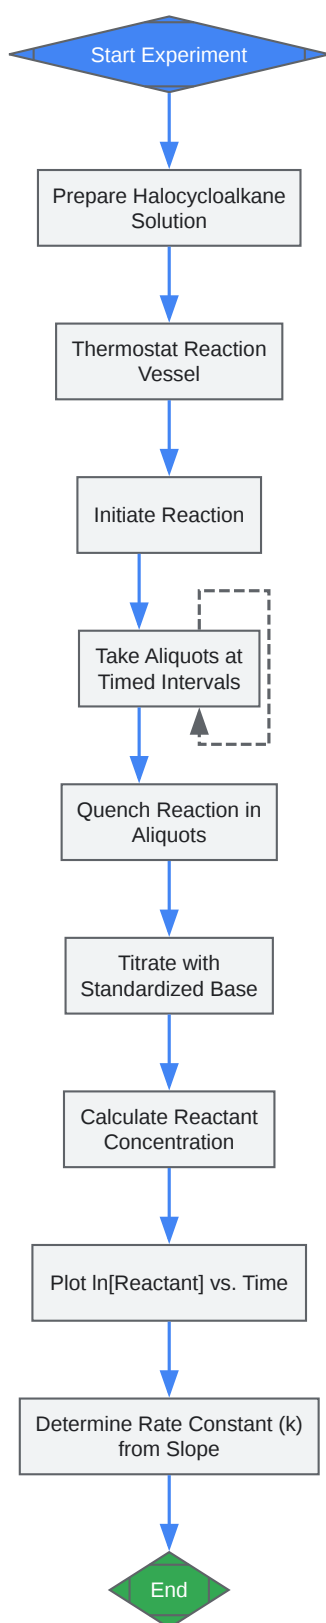 Start Experiment
Prepare Halocycloalkane
Solution
Thermostat Reaction
Vessel
Initiate Reaction
Take Aliquots at
Timed Intervals
Quench Reaction in
Aliquots
Titrate with
Standardized Base
Calculate Reactant
Concentration
Plot ln[Reactant] vs. Time
Determine Rate Constant (k)
from Slope
End